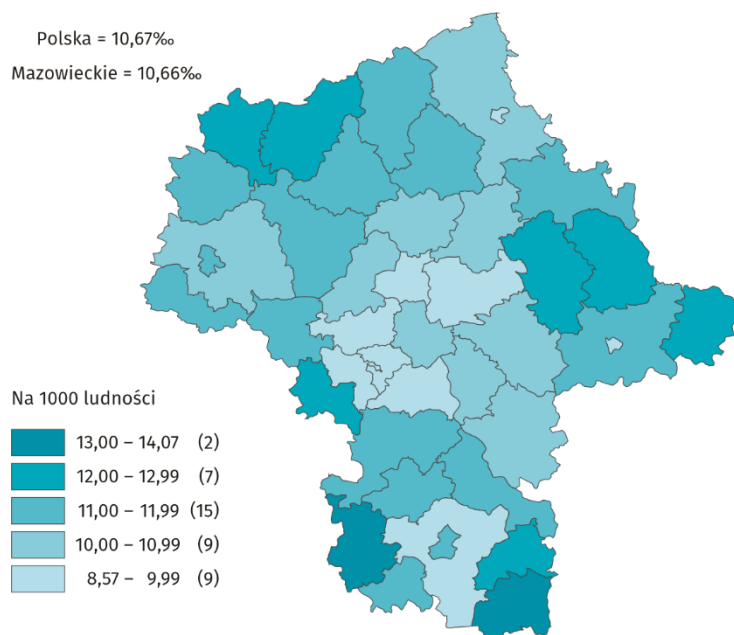 Polska = 10,67‰
Mazowieckie = 10,66‰
Na 1000 ludności
13,00 – 14,07 (2)
12,00 – 12,99 (7)
11,00 – 11,99 (15)
10,00 – 10,99 (9)
8,57 – 9,99 (9)